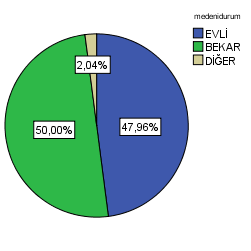 medenidurum
EVLİ
BEKAR
DİĞER
2,04%
50,00%
47,96%